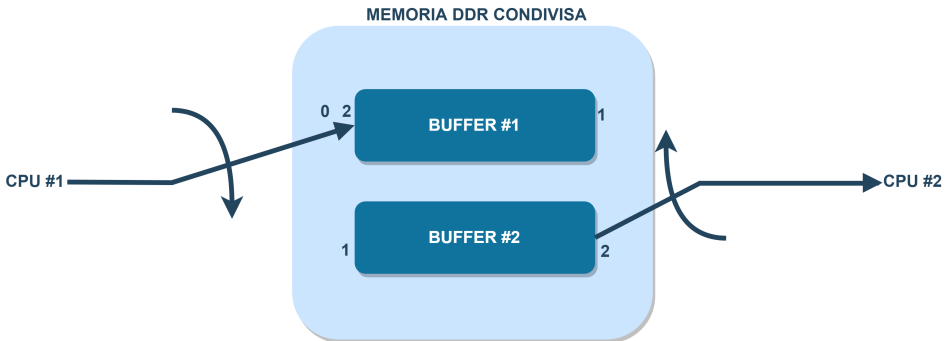 MEMORIA DDR CONDIVISA
0 2
BUFFER #1
1
CPU #1
CPU #2
1
BUFFER #2
2